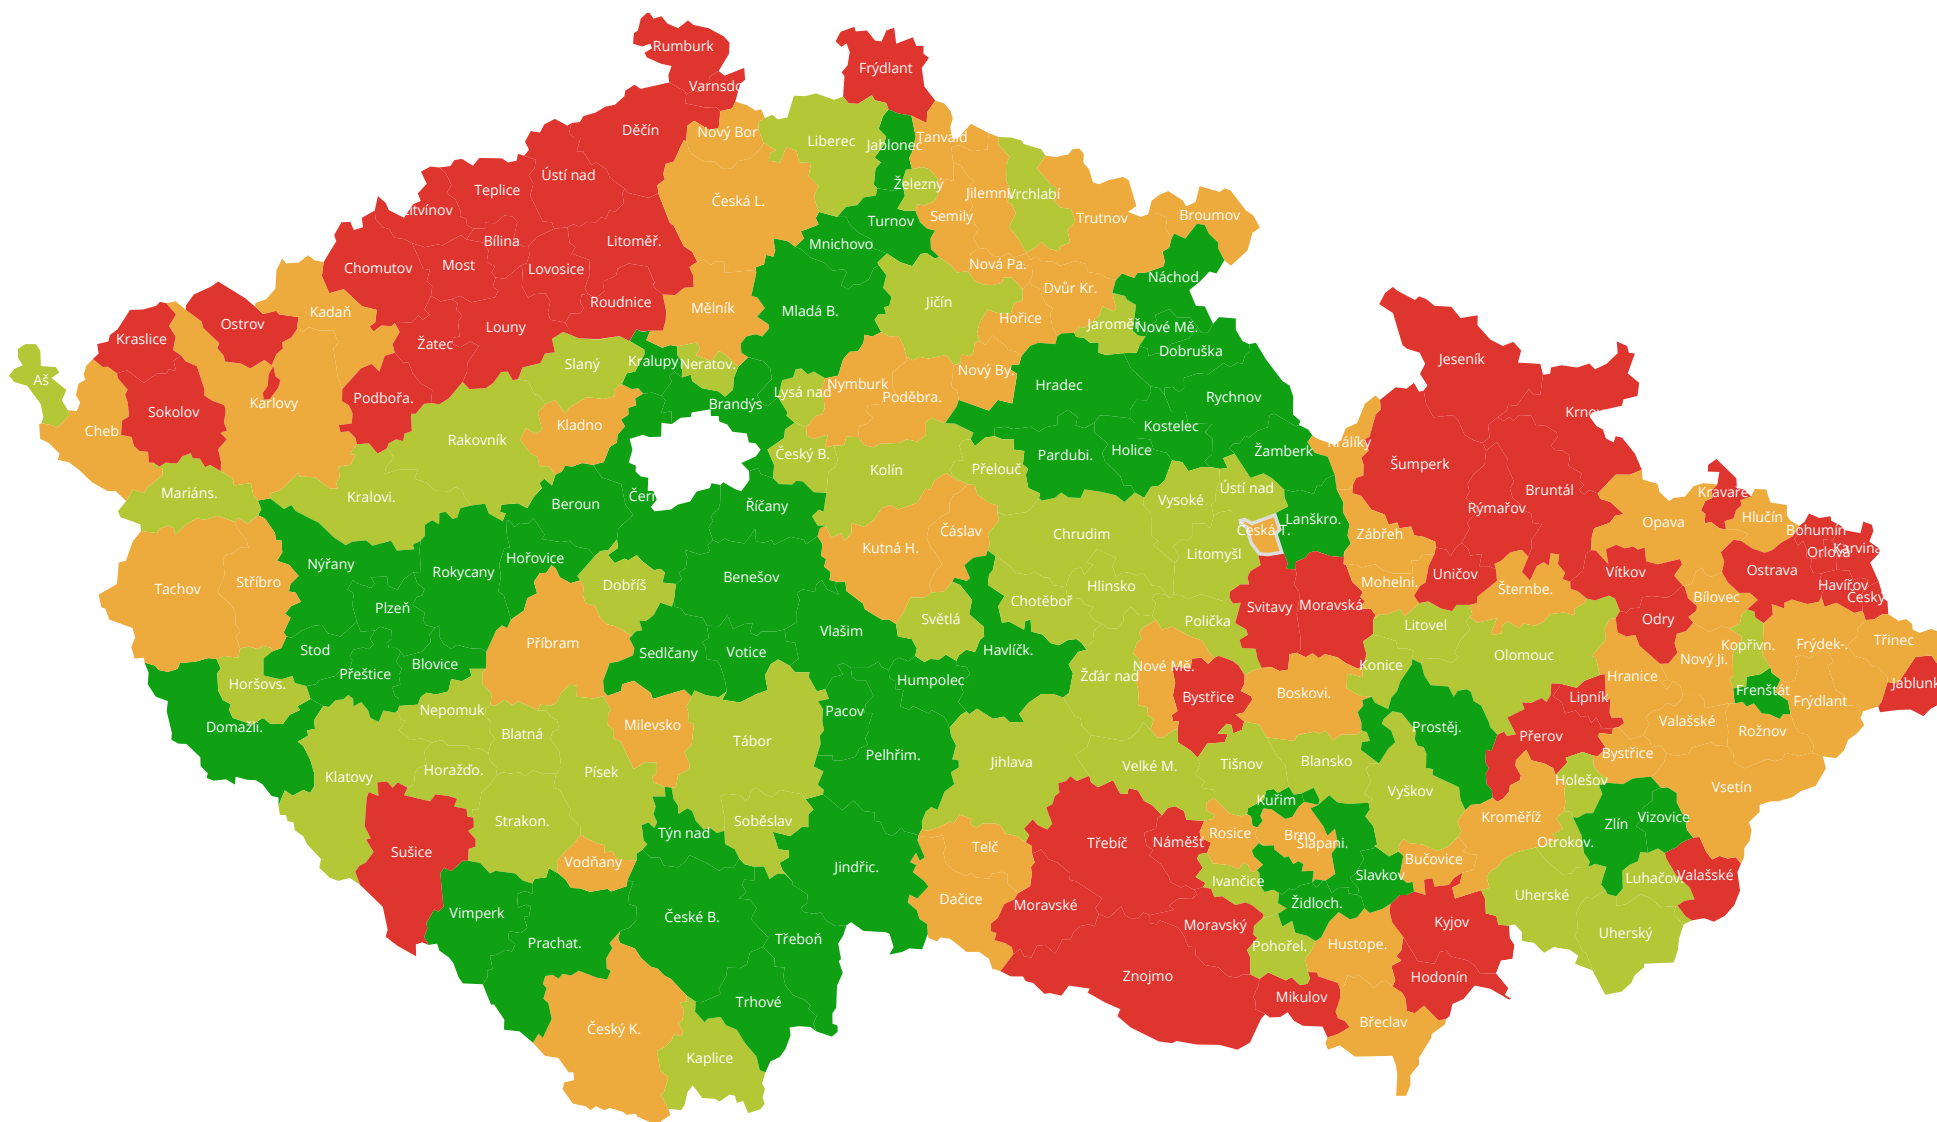 Rumburk
Frýdlant
Varnsdo
Děčín
Nový Bor
Liberec
Jablonec
Tanvald
Ústí nad
Teplice
Železný
Jilemni
Vrchlabí
Česká L.
Litvínov
Semily
Trutnov
Broumov
Turnov
Bílina
Litoměř.
Mnichovo
Chomutov
Most
Lovosice
Nová Pa.
Náchod
Dvůr Kr.
Roudnice
Jičín
Kadaň
Mělník
Mladá B.
Hořice
Ostrov
Louny
Jaroměř
Nové Mě.
Kraslice
Žatec
Dobruška
Jeseník
Slaný
Kralupy
Neratov.
Nový By.
Aš
Nymburk
Hradec
Lysá nad
Podbořa.
Poděbra.
Rychnov
Karlovy
Brandýs
Sokolov
Krnov
Kladno
Kostelec
Cheb
Rakovník
Králíky
Holice
Žamberk
Český B.
Pardubi.
Šumperk
Kolín
Přelouč
Ústí nad
Bruntál
Mariáns.
Kralovi.
Kravaře
Vysoké
Beroun
Říčany
Rýmařov
Hlučín
Lanškro.
Opava
Čáslav
Česká T.
Bohumín
Chrudim
Zábřeh
Kutná H.
Karviná
Orlová
Litomyšl
Hořovice
Nýřany
Rokycany
Ostrava
Vítkov
Uničov
Benešov
Stříbro
Mohelni.
Dobříš
Havířov
Hlinsko
Tachov
Šternbe.
Bílovec
Český
Chotěboř
Plzeň
Svitavy
Moravská
Světlá
Odry
Polička
Litovel
Vlašim
Třinec
Příbram
Frýdek-.
Kopřivn.
Stod
Havlíčk.
Sedlčany
Votice
Olomouc
Nový Ji.
Blovice
Konice
Nové Mě.
Přeštice
Žďár nad
Hranice
Humpolec
Horšovs.
Jablunk
Frenštát
Boskovi.
Bystřice
Lipník
Frýdlant
Nepomuk
Pacov
Valašské
Milevsko
Domažli.
Prostěj.
Rožnov
Blatná
Přerov
Tábor
Bystřice
Pelhřim.
Jihlava
Blansko
Tišnov
Velké M.
Horažďo.
Písek
Klatovy
Holešov
Vsetín
Vyškov
Kuřim
Kroměříž
Vizovice
Strakon.
Soběslav
Zlín
Týn nad
Rosice
Brno
Třebíč
Náměšť
Šlapani.
Otrokov.
Telč
Sušice
Bučovice
Vodňany
Jindřic.
Slavkov
Valašské
Luhačov.
Ivančice
Uherské
Dačice
Židloch.
Moravské
Vimperk
České B.
Kyjov
Moravský
Uherský
Třeboň
Prachat.
Hustope.
Pohořel.
Znojmo
Hodonín
Mikulov
Trhové
Břeclav
Český K.
Kaplice